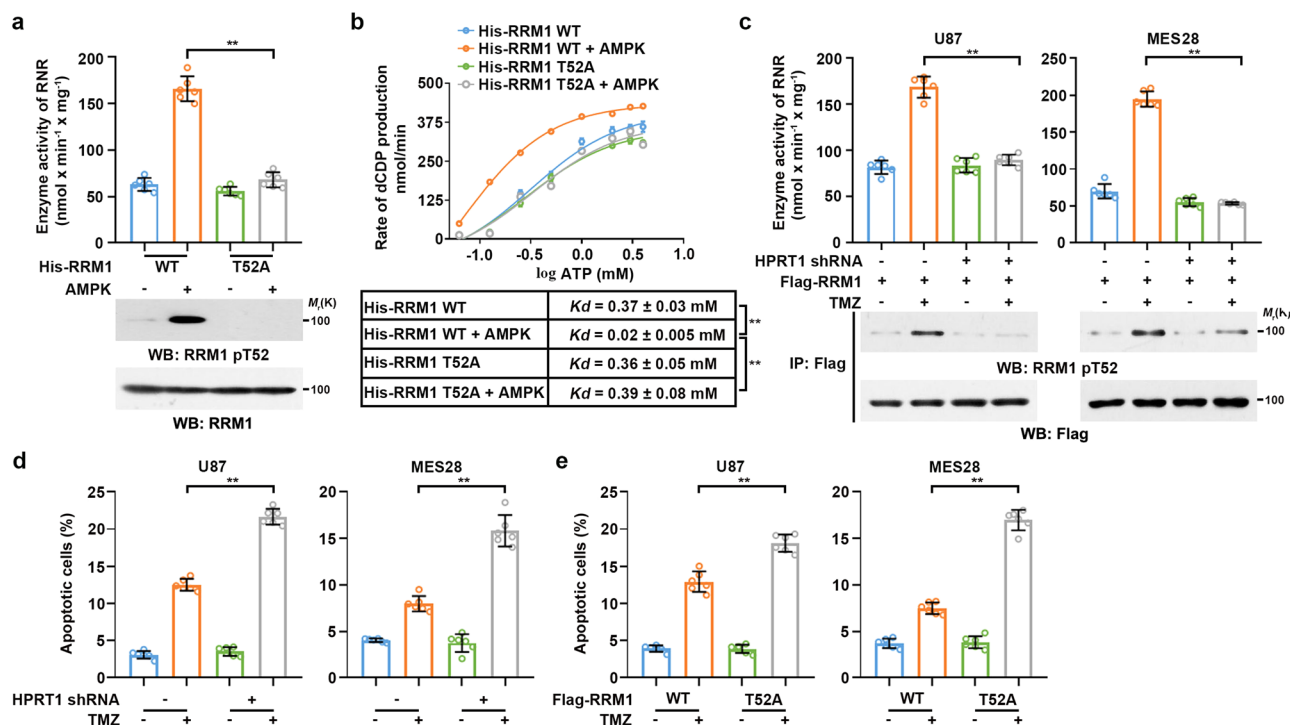 a
**
Enzyme activity of RNR
(nmol x min⁻¹ x mg⁻¹)
200
150
100
50
0
His-RRM1
WT
T52A
AMPK
- + - +
Mr(K)
100
WB: RRM1 pT52
100
WB: RRM1
b
His-RRM1 WT
His-RRM1 WT + AMPK
His-RRM1 T52A
His-RRM1 T52A + AMPK
Rate of dCDP production
nmol/min
500
375
250
125
0
-1.0 -0.5 0.0 0.5 1.0
log ATP (mM)
His-RRM1 WT Kd = 0.37 ± 0.03 mM
His-RRM1 WT + AMPK Kd = 0.02 ± 0.005 mM
His-RRM1 T52A Kd = 0.36 ± 0.05 mM
His-RRM1 T52A + AMPK Kd = 0.39 ± 0.08 mM
**
**
c
U87
**
Enzyme activity of RNR
(nmol x min⁻¹ x mg⁻¹)
200
150
100
50
0
MES28
**
250
200
150
100
50
0
HPRT1 shRNA - - + + - - + +
Flag-RRM1 + + + + + + + +
TMZ - + - + - + - +
Mr(K)
100
IP: Flag
WB: RRM1 pT52
100
WB: Flag
d
U87
**
Apoptotic cells (%)
25
20
15
10
5
0
MES28
**
25
20
15
10
5
0
HPRT1 shRNA - + - +
TMZ - + - + - + - +
e
U87
**
Apoptotic cells (%)
25
20
15
10
5
0
MES28
**
20
15
10
5
0
Flag-RRM1 WT T52A WT T52A
TMZ - + - + - + - +